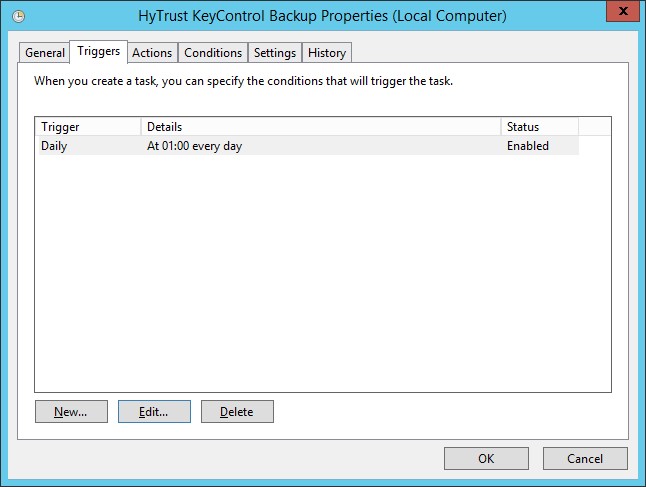 HyTrust KeyControl Backup Properties (Local Computer)
x
General Triggers Actions Conditions Settings History
When you create a task, you can specify the conditions that will trigger the task.
Trigger Details Status
Daily At 01:00 every day Enabled
New... Edit... Delete
OK Cancel